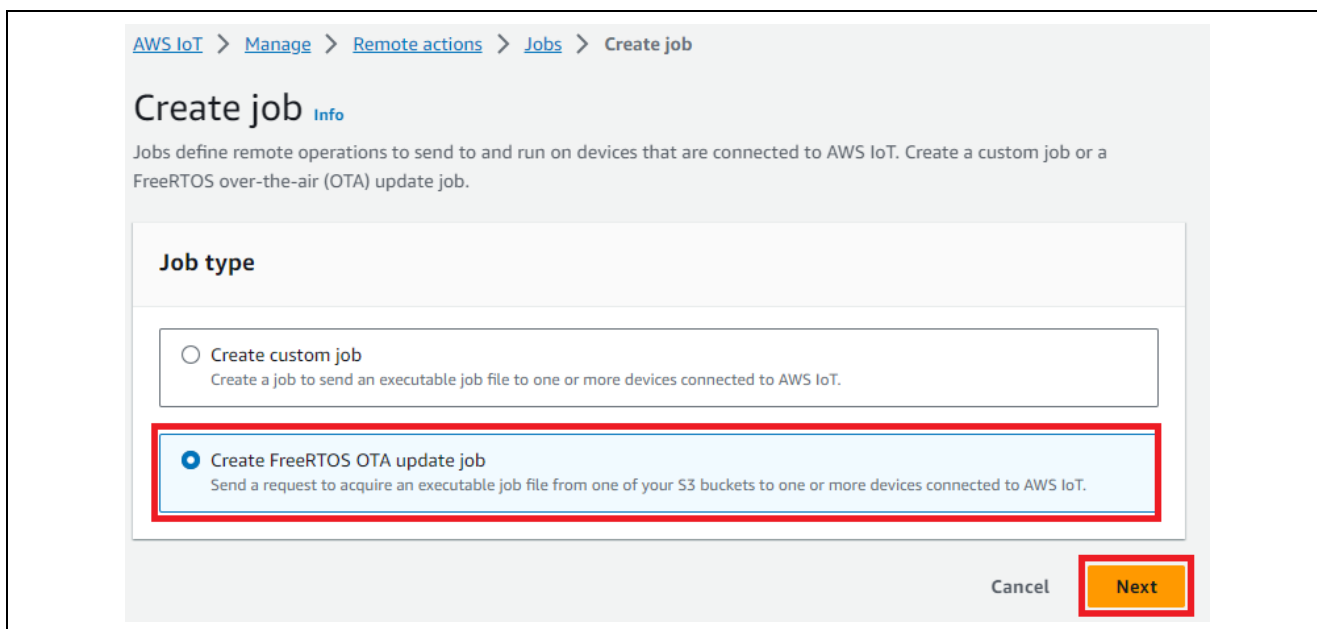 AWS IoT > Manage > Remote actions > Jobs > Create job
Create job Info
Jobs define remote operations to send to and run on devices that are connected to AWS IoT. Create a custom job or a
FreeRTOS over-the-air (OTA) update job.
Job type
Create custom job
Create a job to send an executable job file to one or more devices connected to AWS IoT.
Create FreeRTOS OTA update job
Send a request to acquire an executable job file from one of your S3 buckets to one or more devices connected to AWS IoT.
Cancel Next